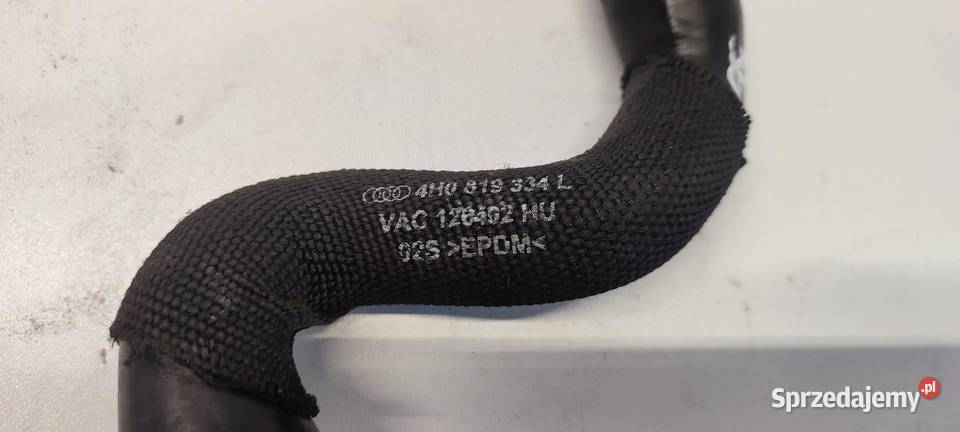 4H0 819 334 L
VAC 126402 HU
02S >EPDM<
Sprzedajemy.pl